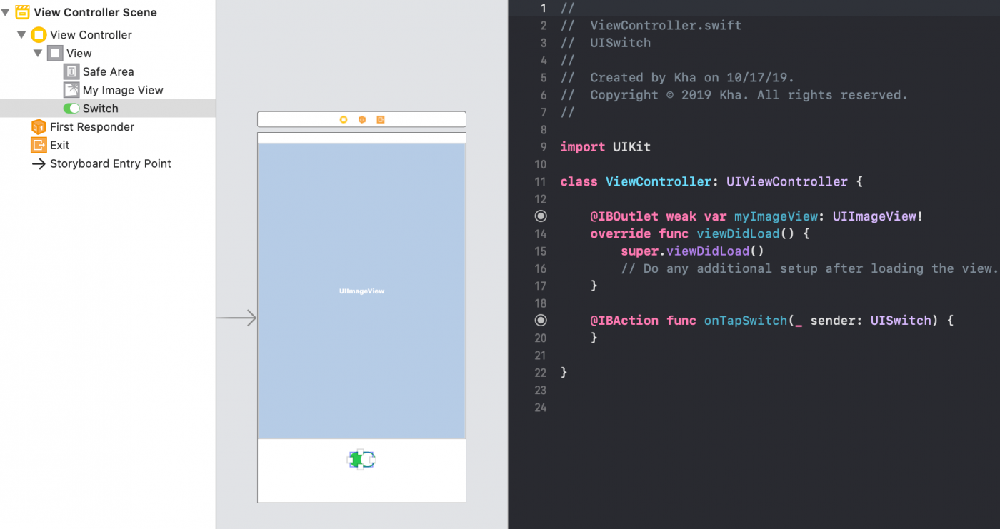 View Controller Scene
View Controller
View
Safe Area
My Image View
Switch
First Responder
Exit
Storyboard Entry Point
UIImageView
1 //
2 //  ViewController.swift
3 //  UISwitch
4 //
5 //  Created by Kha on 10/17/19.
6 //  Copyright © 2019 Kha. All rights reserved.
7 //
8
9 import UIKit
10
11 class ViewController: UIViewController {
12
@IBOutlet weak var myImageView: UIImageView!
14     override func viewDidLoad() {
15         super.viewDidLoad()
16         // Do any additional setup after loading the view.
17     }
18
@IBAction func onTapSwitch(_ sender: UISwitch) {
20     }
21
22 }
23
24